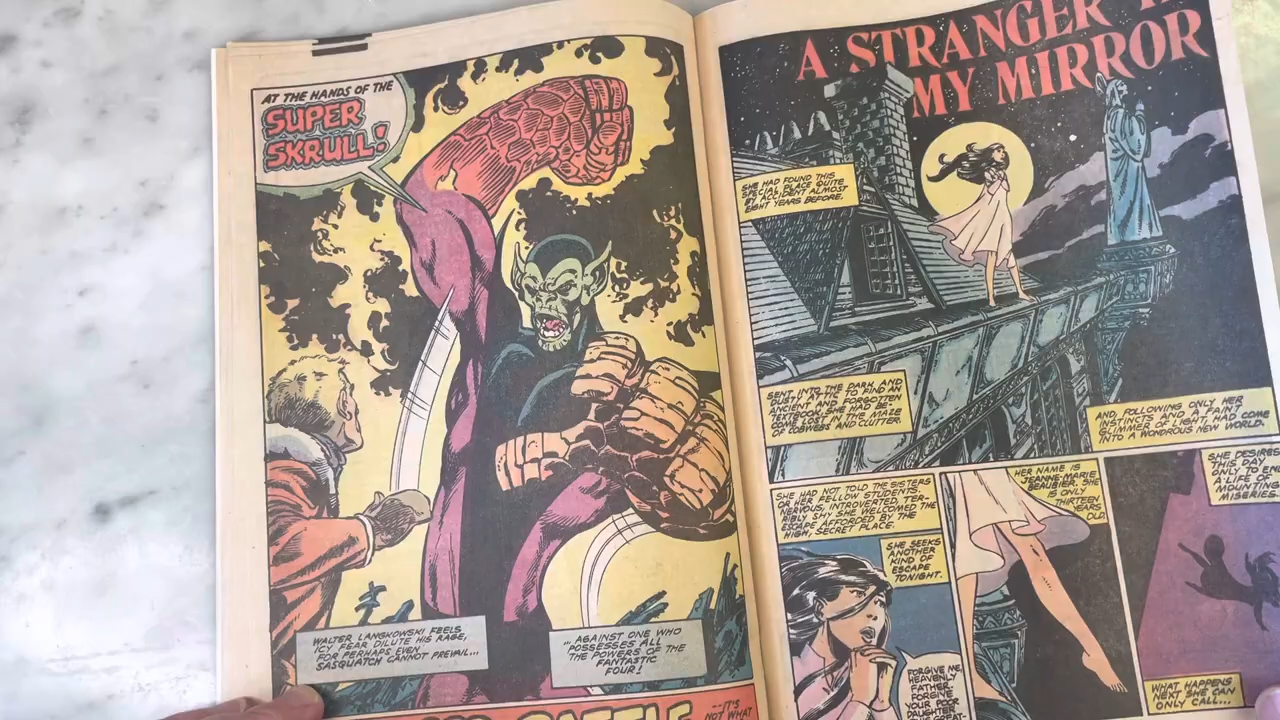 AT THE HANDS OF THE
SUPER
SKRULL!
WALTER LANGKOWSKI FEELS
ICY FEAR DILUTE HIS RAGE,
FOR PERHAPS EVEN
SASQUATCH CANNOT PREVAIL...
...AGAINST ONE WHO
POSSESSES ALL
THE POWERS OF THE
FANTASTIC
FOUR!
BATTLE
--IT'S
NOT WHAT
A STRANGER
MY MIRROR
SHE HAD FOUND THIS
SPECIAL PLACE QUITE
BY ACCIDENT ALMOST
EIGHT YEARS BEFORE.
SENT INTO THE DARK AND
DUSTY ATTIC TO FIND AN
ANCIENT AND FORGOTTEN
TEXTBOOK, SHE HAD BE-
COME LOST IN THE MAZE
OF COBWEBS AND CLUTTER.
AND, FOLLOWING ONLY HER
INSTINCTS AND A FAINT
GLIMMER OF LIGHT, HAD COME
INTO A WONDROUS NEW WORLD.
SHE HAD NOT TOLD THE SISTERS
OR HER FELLOW STUDENTS.
NERVOUS, INTROVERTED, TER-
RIBLY SHY SHE WELCOMED THE
ESCAPE AFFORDED BY THE
HIGH, SECRET PLACE.
SHE SEEKS
ANOTHER
KIND OF
ESCAPE
TONIGHT.
FORGIVE ME,
HEAVENLY
FATHER.
FORGIVE
YOUR POOR
DAUGHTER
GREAT-
HER NAME IS
JEANNE-MARIE
BEAUBIER. SHE
IS ONLY
THIRTEEN
YEARS
OLD.
SHE DESIRES
THIS DAY
ONLY TO END
A LIFE OF
MOUNTING
MISERIES.
WHAT HAPPENS
NEXT SHE CAN
ONLY CALL...